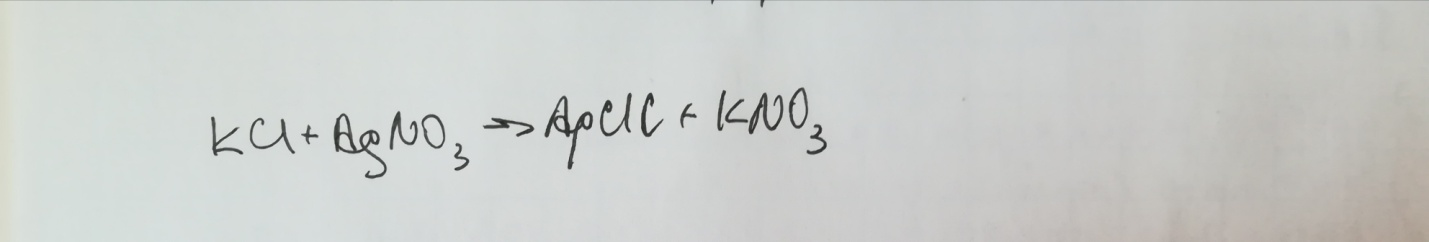 KCl + AgNO₃ → AgCl + KNO₃